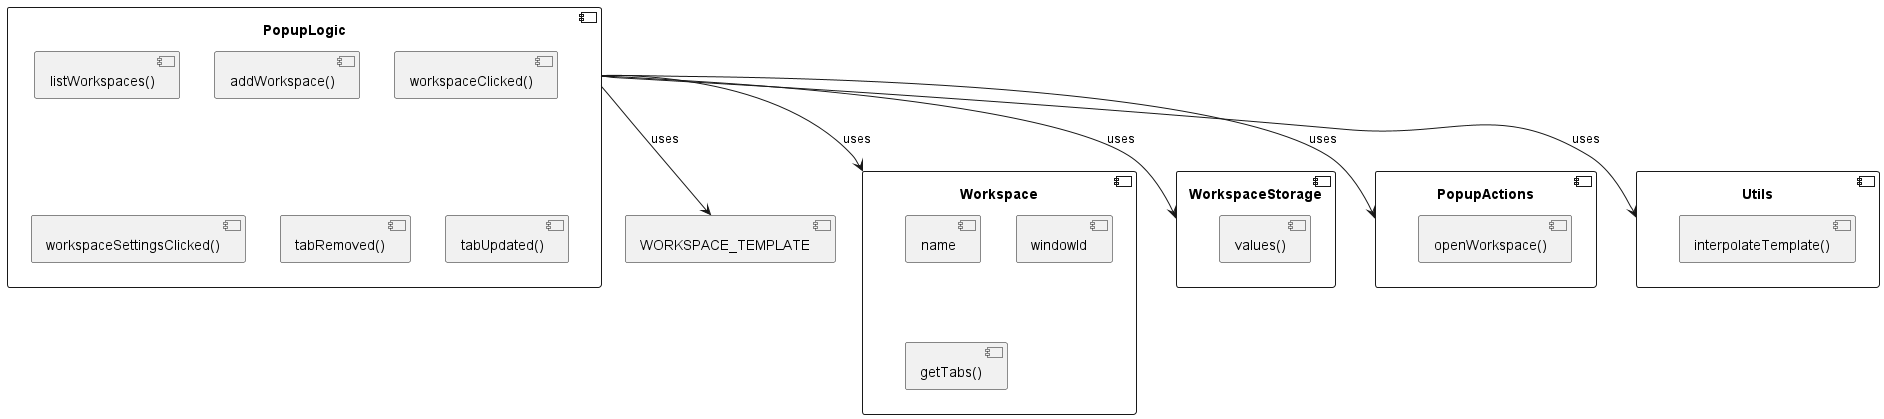 PopupLogic
listWorkspaces()
addWorkspace()
workspaceClicked()
workspaceSettingsClicked()
tabRemoved()
tabUpdated()
uses
uses
uses
uses
uses
WORKSPACE_TEMPLATE
Workspace
name
windowId
getTabs()
WorkspaceStorage
values()
PopupActions
openWorkspace()
Utils
interpolateTemplate()